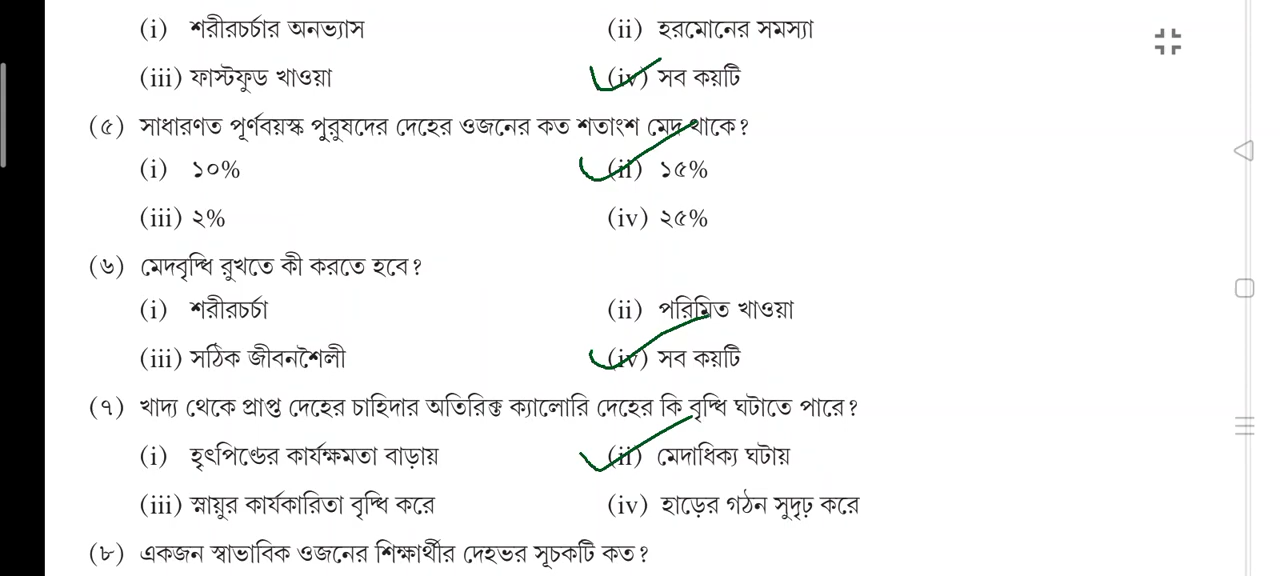 (i) শরীরচর্চার অনভ্যাস (ii) হরমোনের সমস্যা
(iii) ফাস্টফুড খাওয়া (iv) সব কয়টি
(৫) সাধারণত পূর্ণবয়স্ক পুরুষদের দেহের ওজনের কত শতাংশ মেদ থাকে?
(i) ১০% (ii) ১৫%
(iii) ২% (iv) ২৫%
(৬) মেদবৃদ্ধি রুখতে কী করতে হবে?
(i) শরীরচর্চা (ii) পরিমিত খাওয়া
(iii) সঠিক জীবনশৈলী (iv) সব কয়টি
(৭) খাদ্য থেকে প্রাপ্ত দেহের চাহিদার অতিরিক্ত ক্যালোরি দেহের কি বৃদ্ধি ঘটাতে পারে?
(i) হৃৎপিণ্ডের কার্যক্ষমতা বাড়ায় (ii) মেদাধিক্য ঘটায়
(iii) স্নায়ুর কার্যকারিতা বৃদ্ধি করে (iv) হাড়ের গঠন সুদৃঢ় করে
(৮) একজন স্বাভাবিক ওজনের শিক্ষার্থীর দেহভর সূচকটি কত?